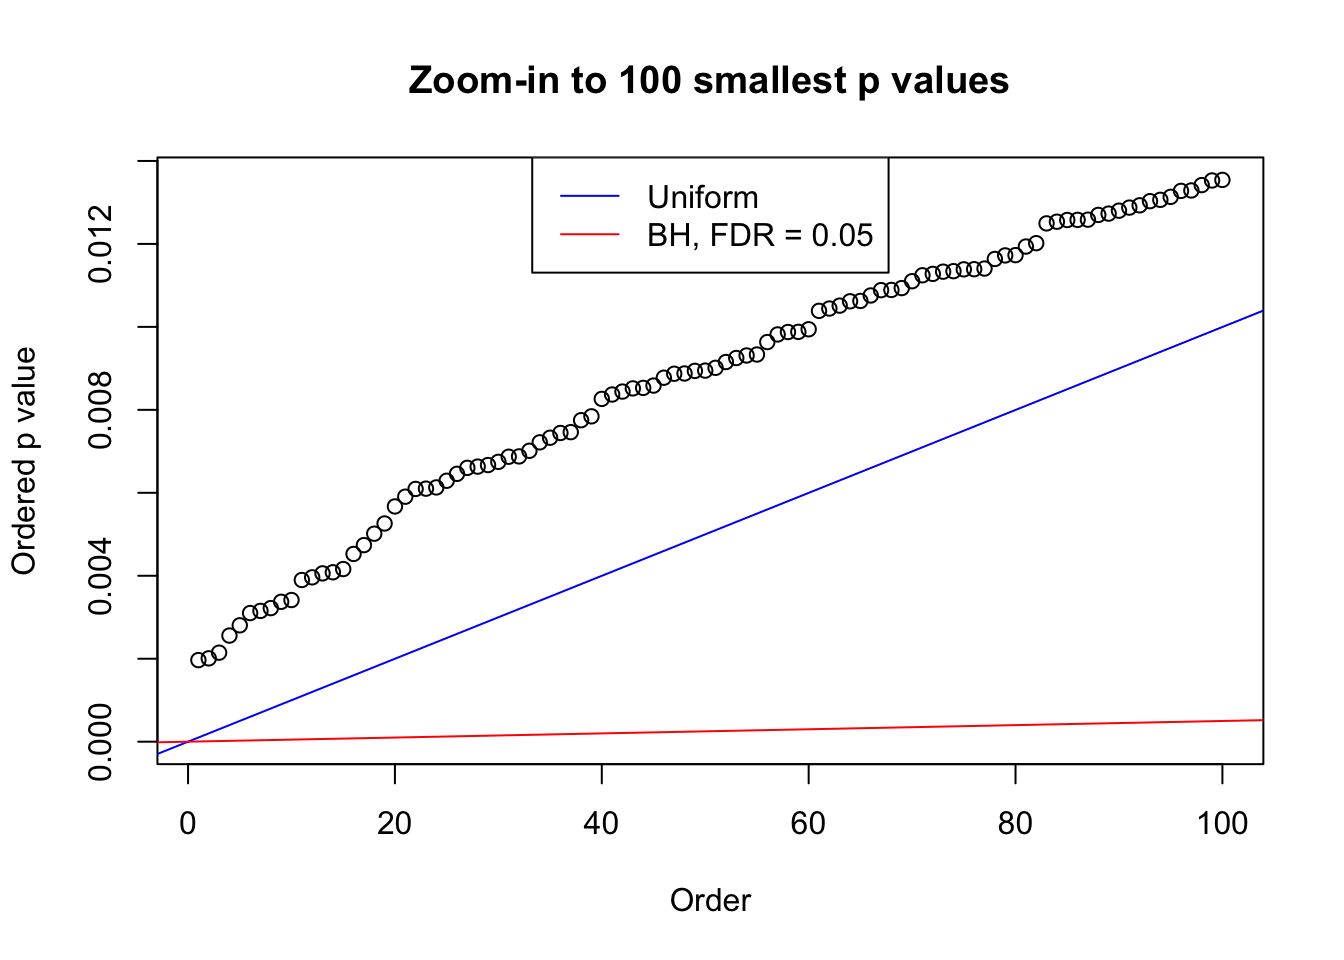 Zoom-in to 100 smallest p values
Uniform
BH, FDR = 0.05
Ordered p value
0.012
0.008
0.004
0.000
0 20 40 60 80 100
Order